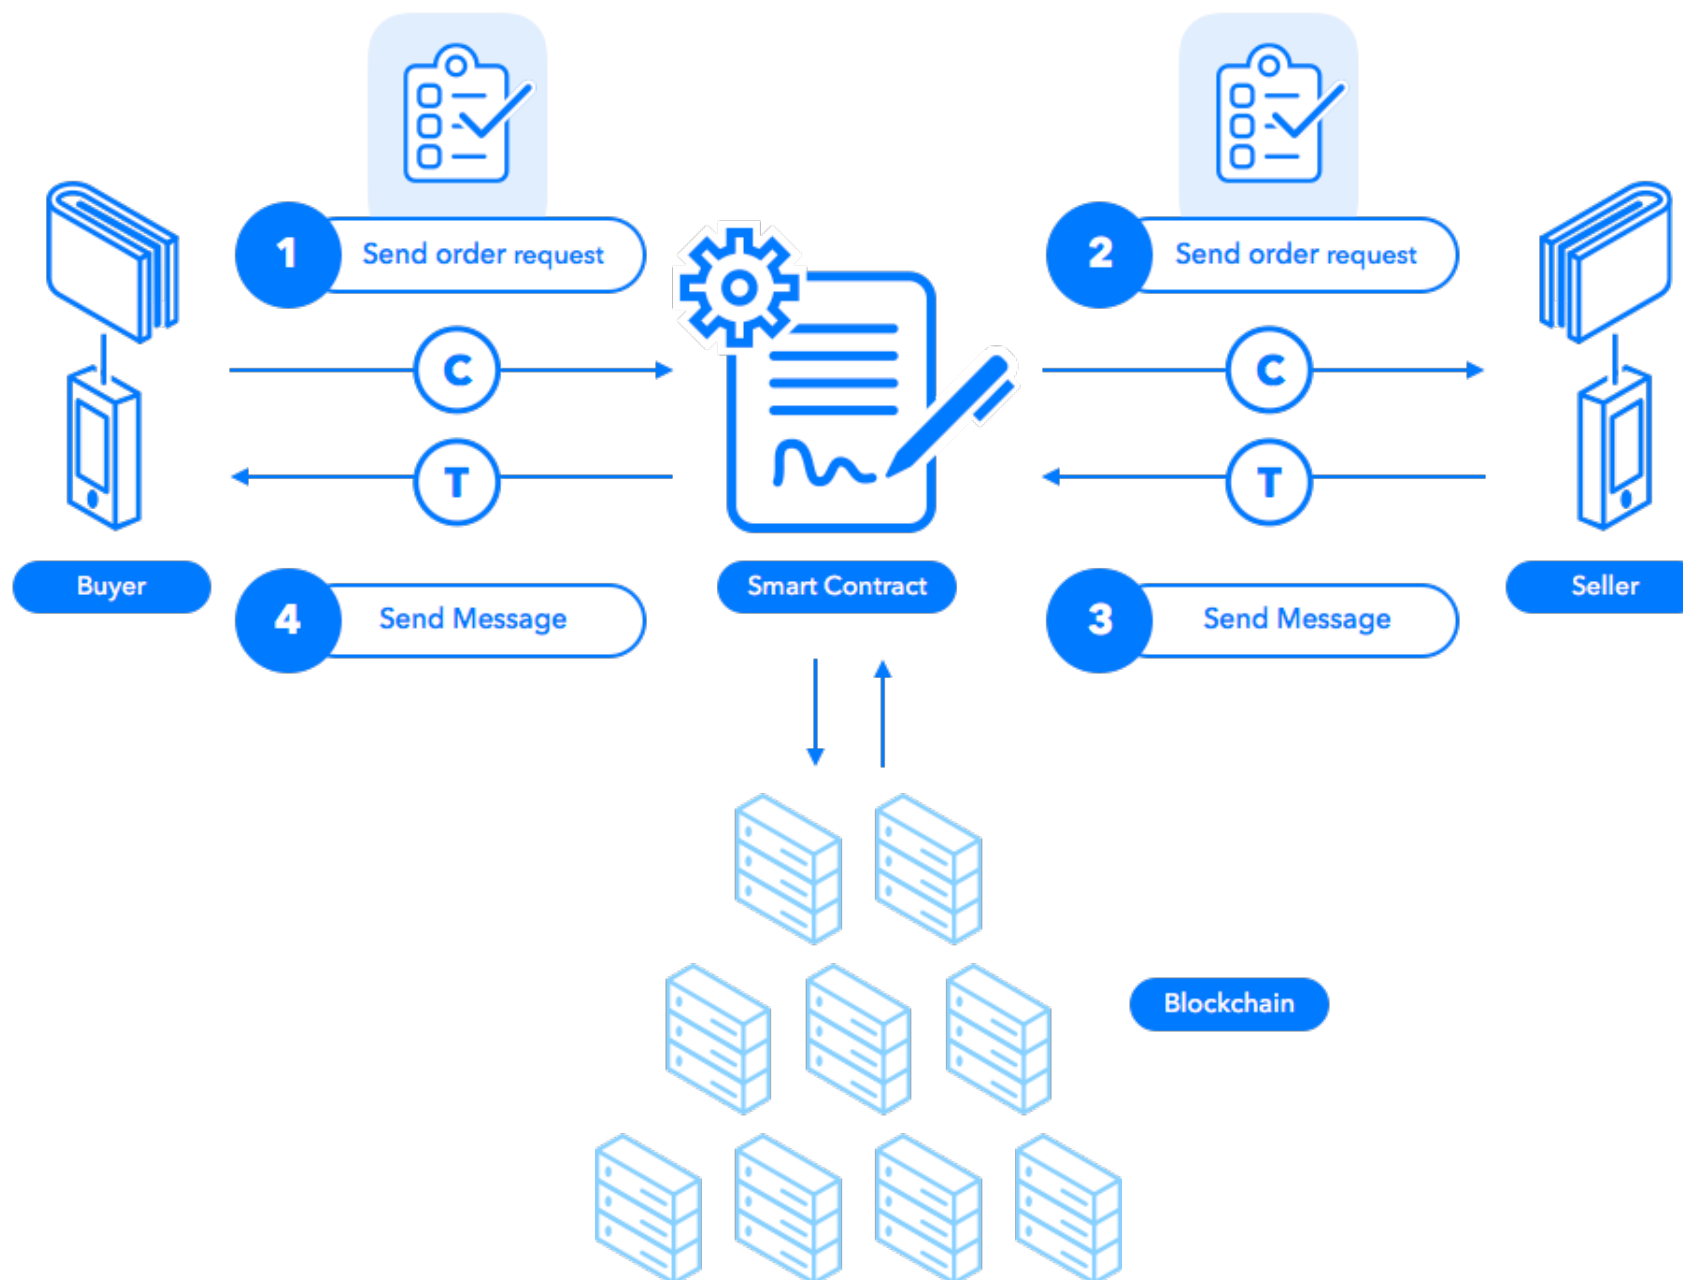 1 Send order request
2 Send order request
C
C
T
T
Buyer
Smart Contract
Seller
4 Send Message
3 Send Message
Blockchain